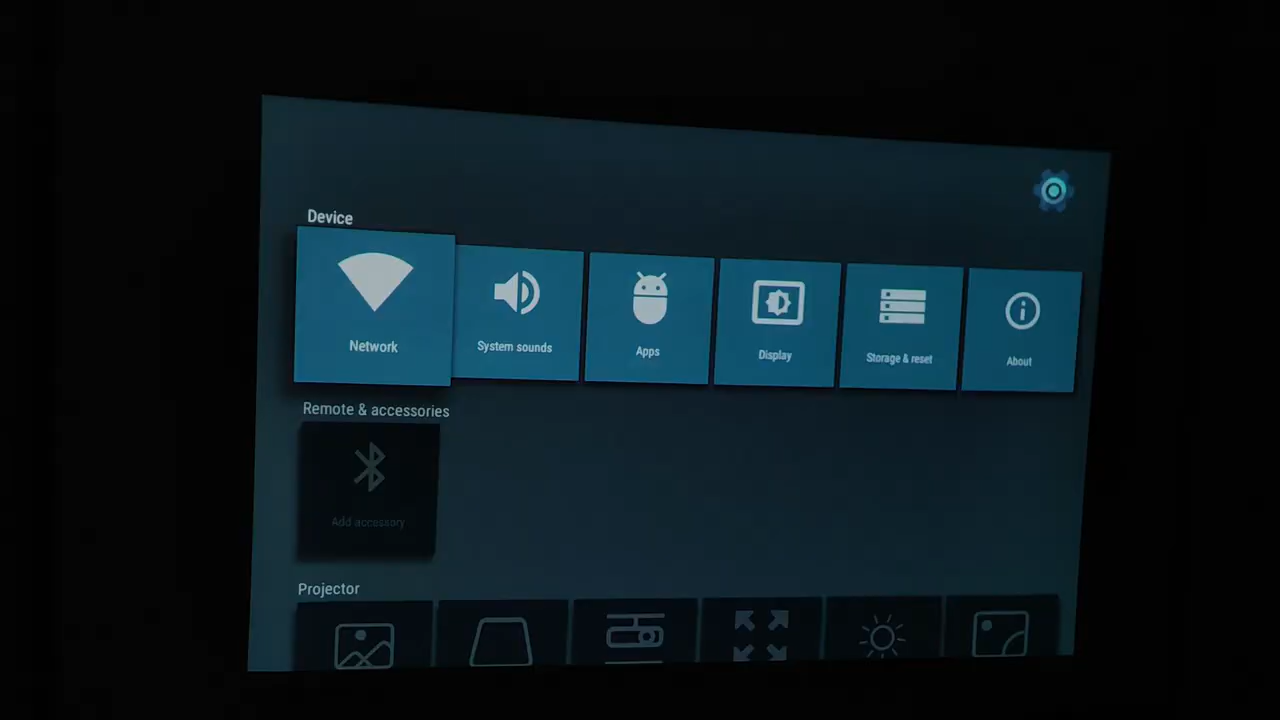 Device
Network
System sounds
Apps
Display
Storage & reset
About
Remote & accessories
Add accessory
Projector